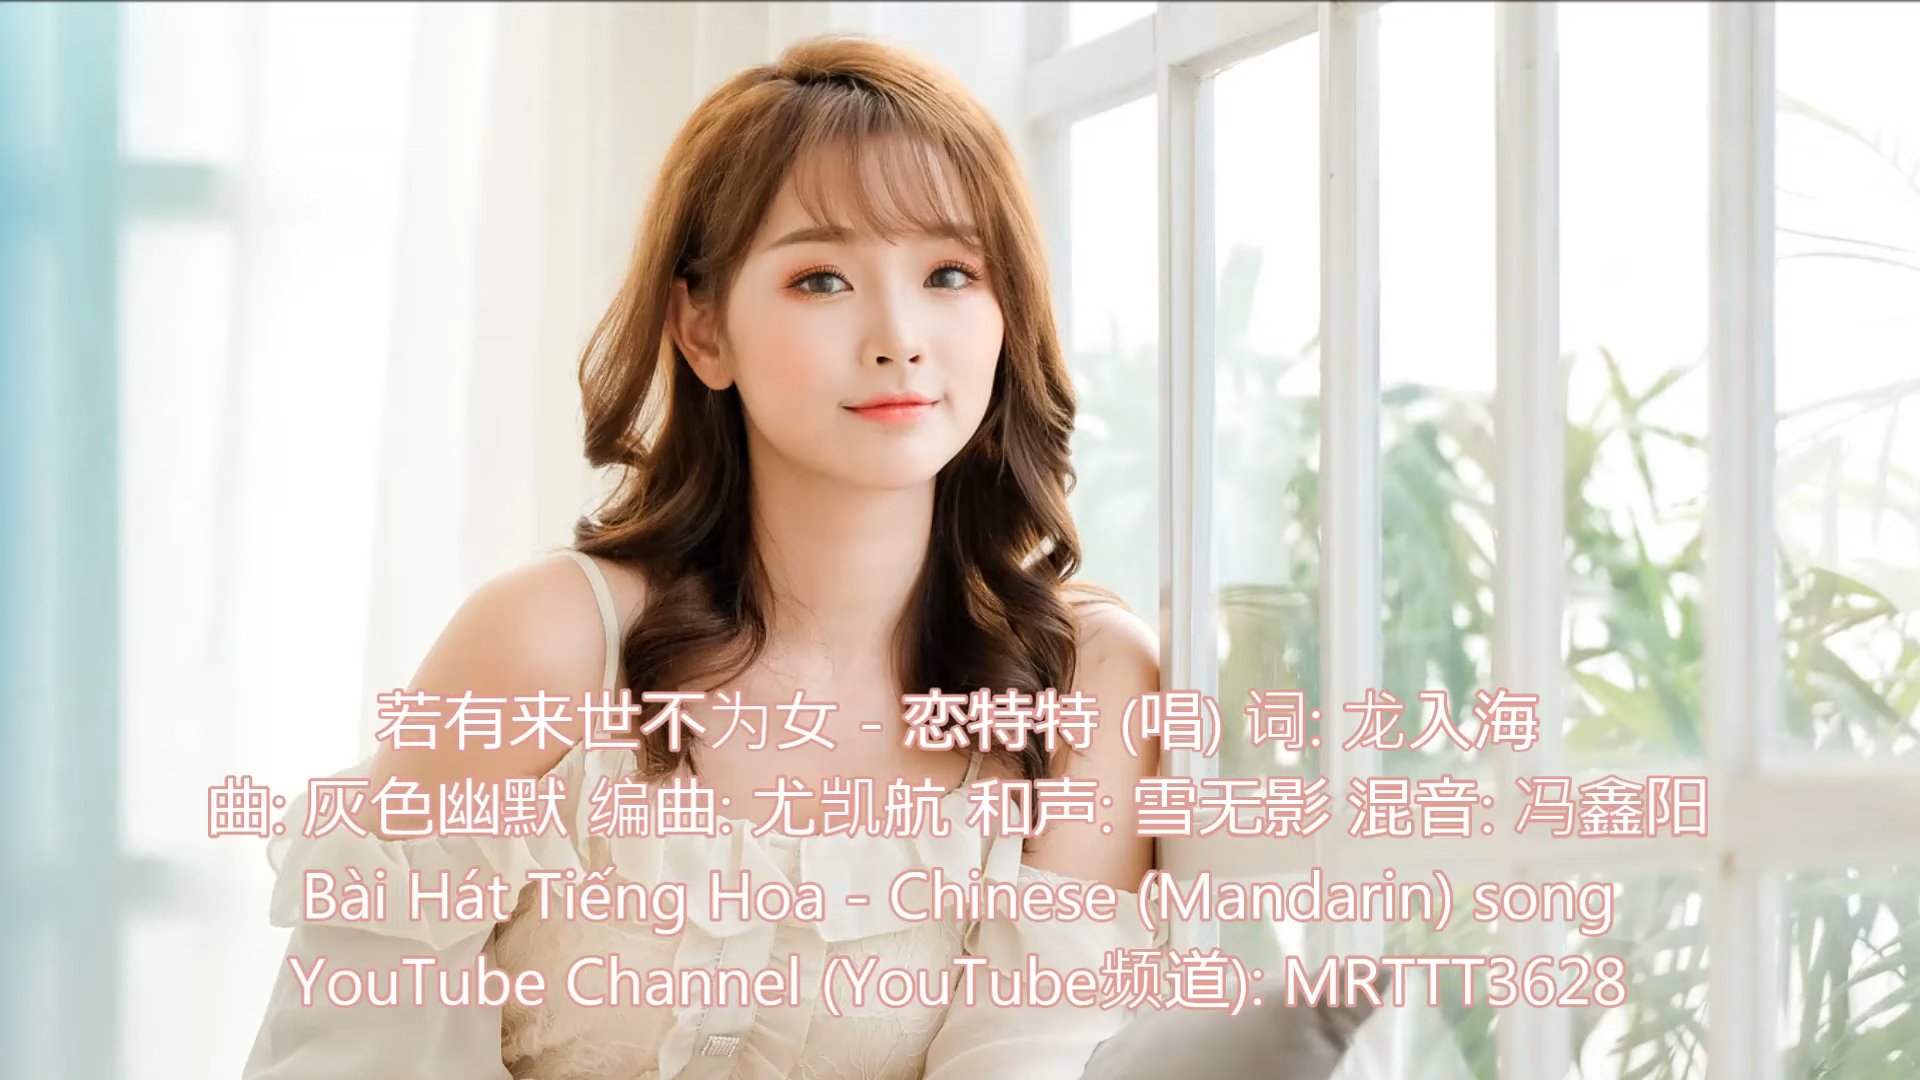 若有来世不为女 - 恋特特 (唱) 词: 龙入海
曲: 灰色幽默 编曲: 尤凯航 和声: 雪无影 混音: 冯鑫阳
Bài Hát Tiếng Hoa - Chinese (Mandarin) song
YouTube Channel (YouTube频道): MRTTT3628